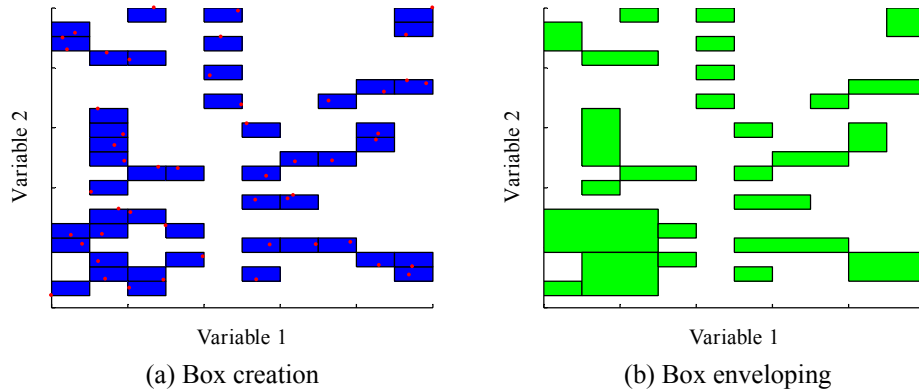 Variable 2
Variable 1
(a) Box creation
Variable 2
Variable 1
(b) Box enveloping